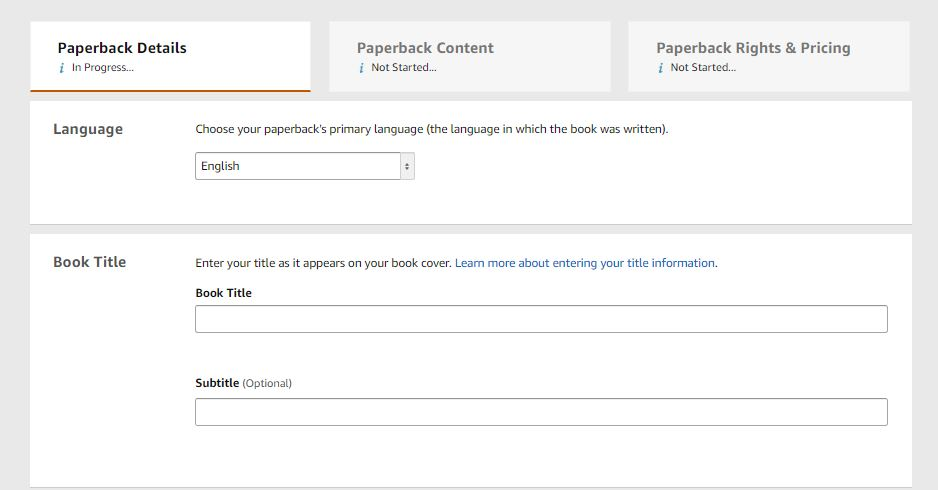 Paperback Details
i In Progress...
Paperback Content
i Not Started...
Paperback Rights & Pricing
i Not Started...
Language
Choose your paperback's primary language (the language in which the book was written).
English
Book Title
Enter your title as it appears on your book cover. Learn more about entering your title information.
Book Title
Subtitle (Optional)